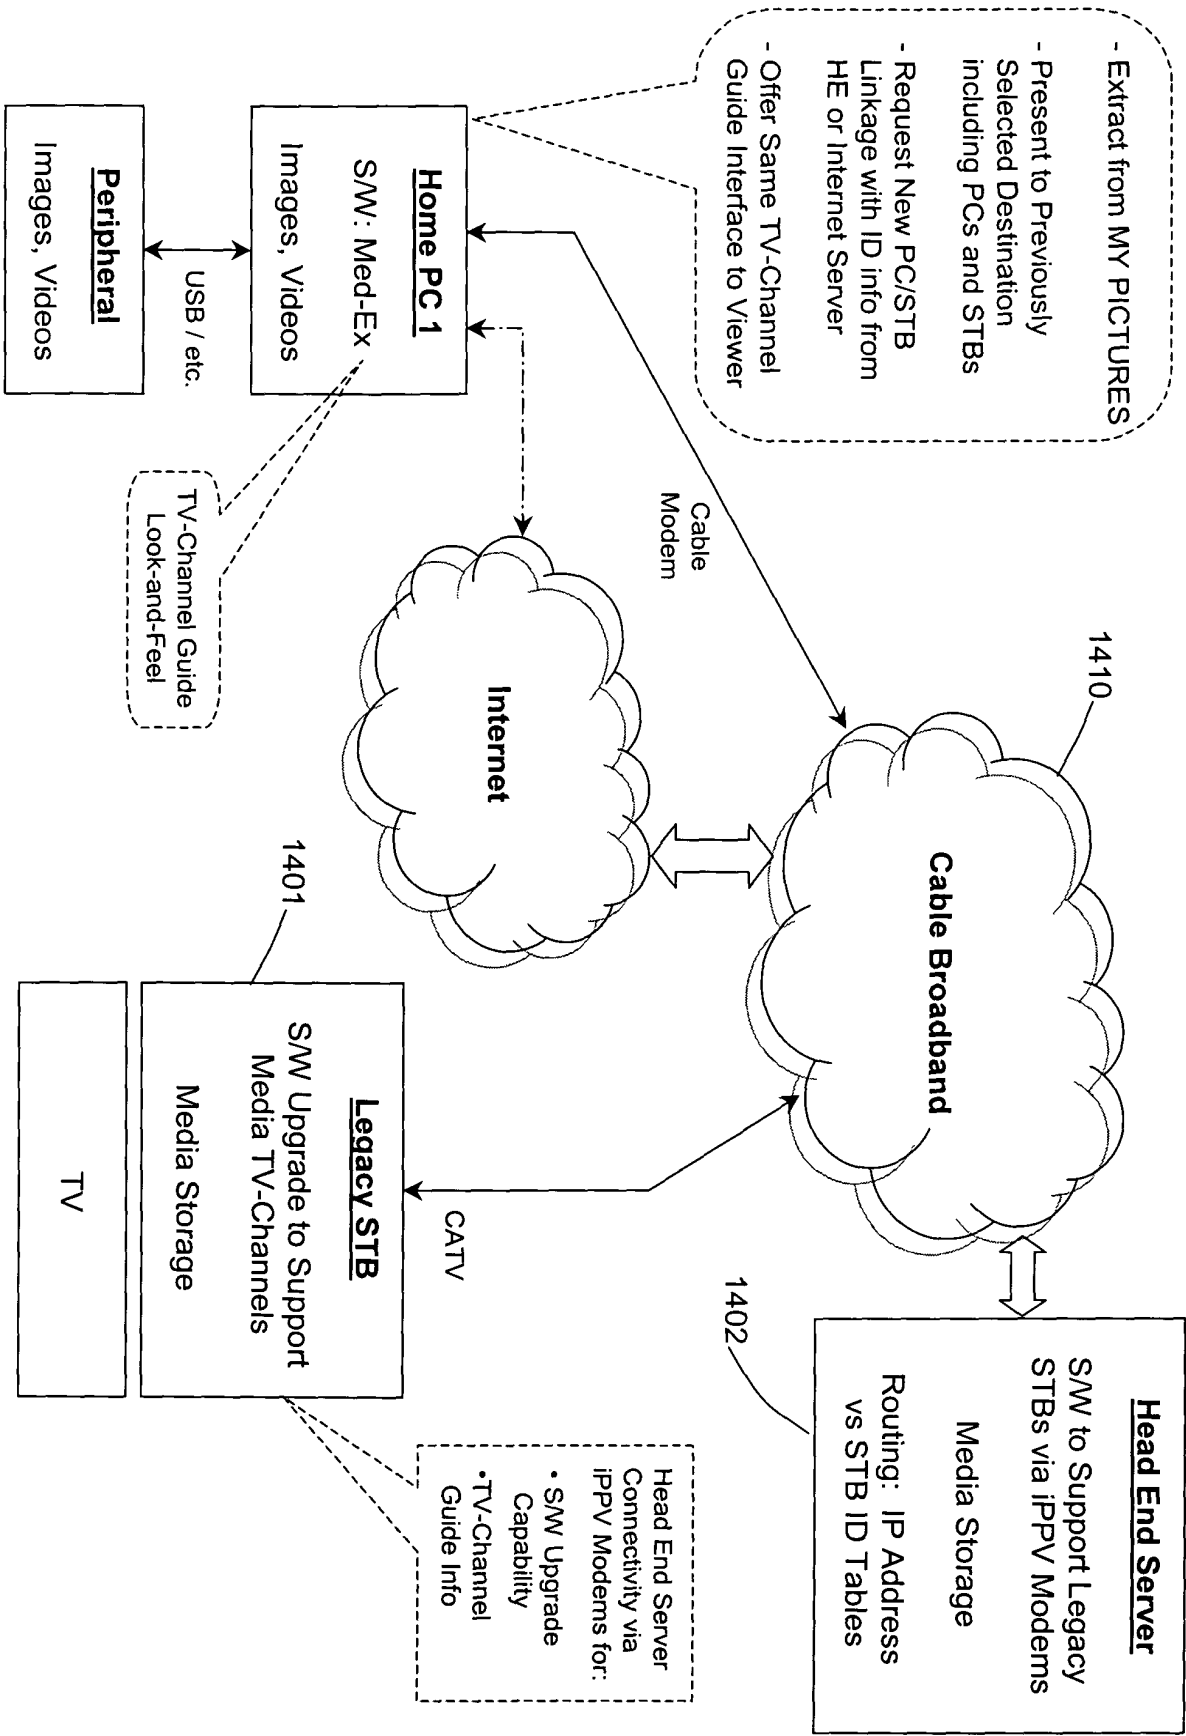 - Extract from MY PICTURES
- Present to Previously
Selected Destination
including PCs and STBs
- Request New PC/STB
Linkage with ID info from
HE or Internet Server
- Offer Same TV-Channel
Guide Interface to Viewer
Home PC 1
S/W: Med-Ex
Images, Videos
USB / etc.
Peripheral
Images, Videos
TV-Channel Guide
Look-and-Feel
Cable
Modem
Internet
1410
Cable Broadband
Head End Server
S/W to Support Legacy
STBs via iPPV Modems
Media Storage
Routing: IP Address
vs STB ID Tables
1402
CATV
1401
Legacy STB
S/W Upgrade to Support
Media TV-Channels
Media Storage
TV
Head End Server
Connectivity via
iPPV Modems for:
• S/W Upgrade
Capability
• TV-Channel
Guide Info